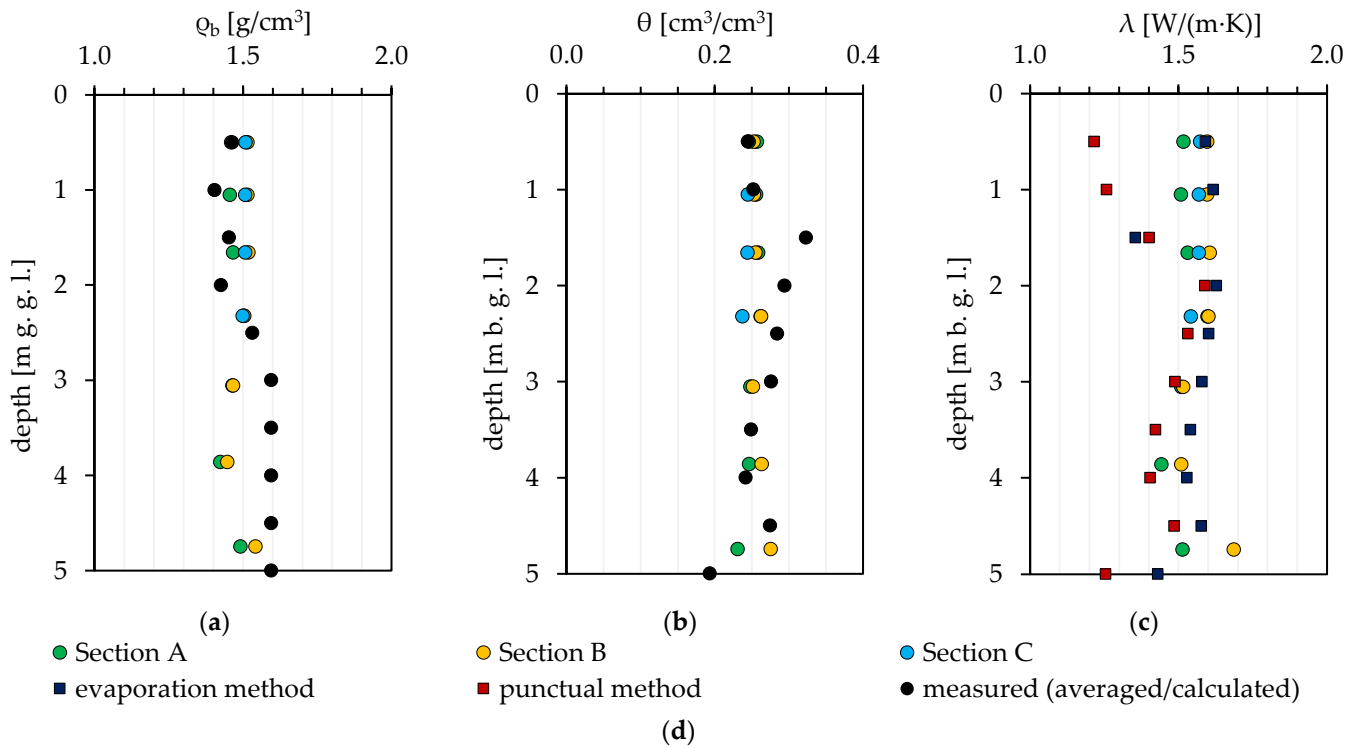 ϱb [g/cm³] θ [cm³/cm³] λ [W/(m·K)]
1.0 1.5 2.0 0.0 0.2 0.4 1.0 1.5 2.0
0 0 0
1 1 1
2 2 2
3 3 3
4 4 4
5 5 5
depth [m g. g. l.]
depth [m b. g. l.]
depth [m b. g. l.]
(a) (b) (c)
Section A Section B Section C
evaporation method punctual method measured (averaged/calculated)
(d)